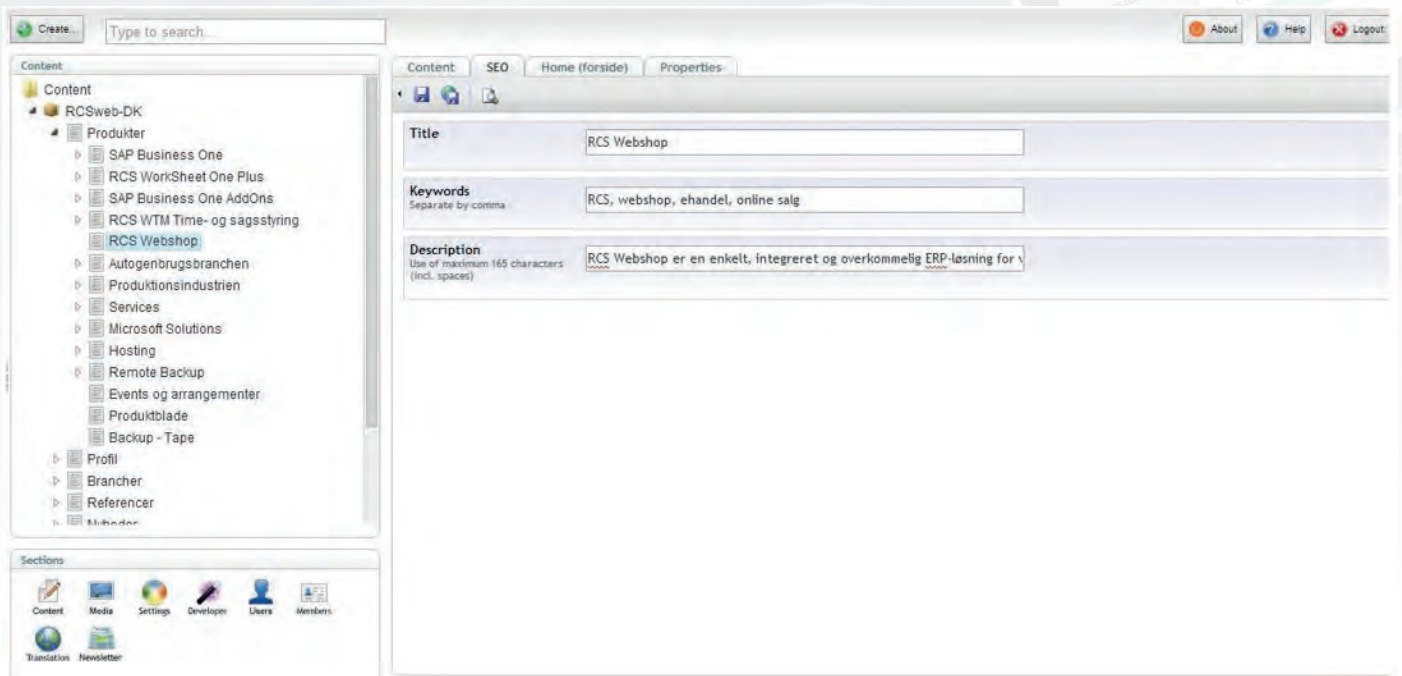 Create...
Type to search...
About
Help
Logout
Content
Content
RCSweb-DK
Produkter
SAP Business One
RCS WorkSheet One Plus
SAP Business One AddOns
RCS WTM Time- og sagsstyring
RCS Webshop
Autogenbrugsbranchen
Produktionsindustrien
Services
Microsoft Solutions
Hosting
Remote Backup
Events og arrangementer
Produktblade
Backup - Tape
Profil
Brancher
Referencer
Nyheder
Sections
Content
Media
Settings
Developer
Users
Members
Translation
Newsletter
Content
SEO
Home (forside)
Properties
Title
RCS Webshop
Keywords
Separate by comma
RCS, webshop, ehandel, online salg
Description
Use of maximum 165 characters
(incl. spaces)
RCS Webshop er en enkelt, integreret og overkommelig ERP-løsning for